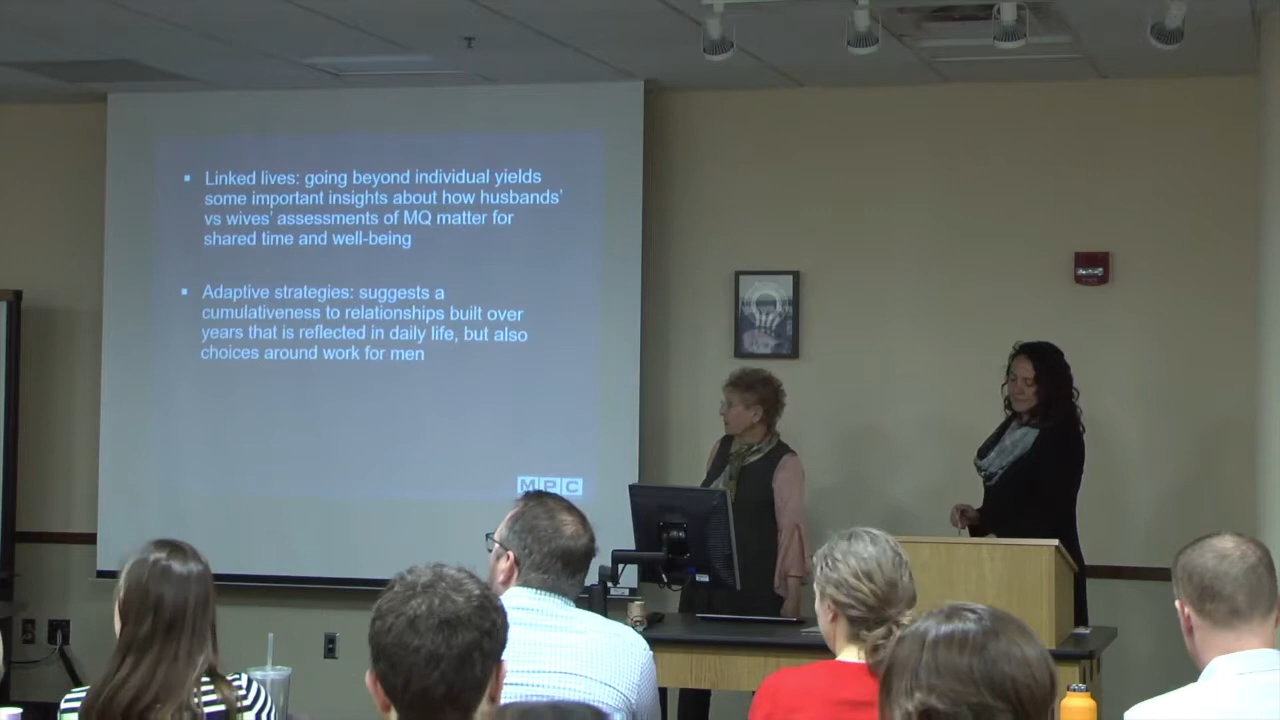 ▪ Linked lives: going beyond individual yields
some important insights about how husbands'
vs wives' assessments of MQ matter for
shared time and well-being
▪ Adaptive strategies: suggests a
cumulativeness to relationships built over
years that is reflected in daily life, but also
choices around work for men
MPC